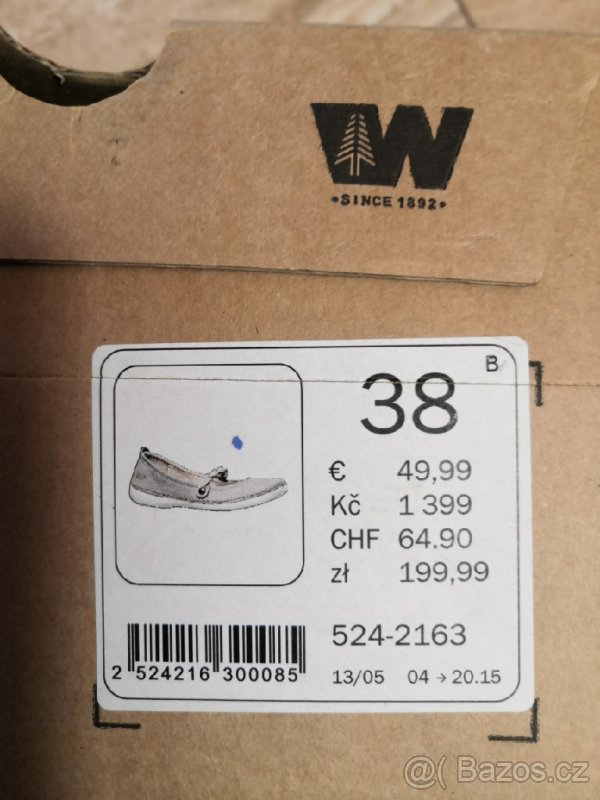 W
•SINCE 1892•
B
38
€ 49,99
Kč 1 399
CHF 64.90
zł 199,99
524-2163
2 524216 300085
13/05 04 → 20.15
@( Bazos.cz